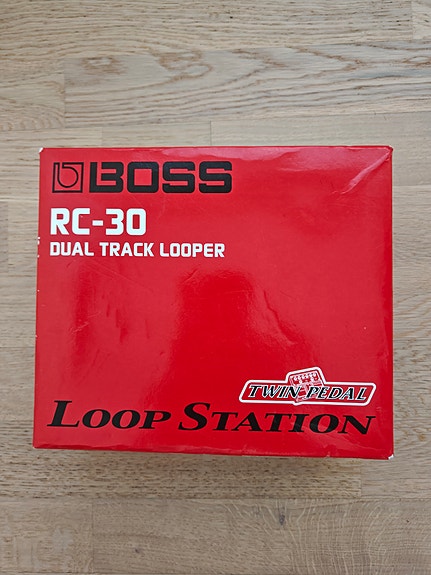 BOSS
RC-30
DUAL TRACK LOOPER
TWIN PEDAL
LOOP STATION